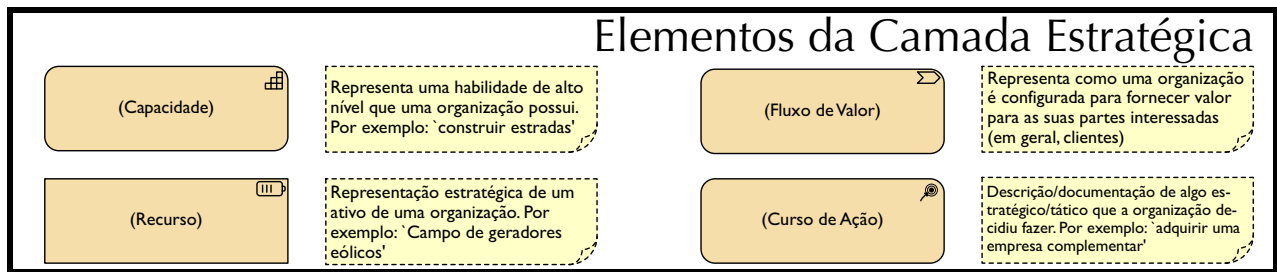 Elementos da Camada Estratégica
(Capacidade)
Representa uma habilidade de alto
nível que uma organização possui.
Por exemplo: `construir estradas'
(Fluxo de Valor)
Representa como uma organização
é configurada para fornecer valor
para as suas partes interessadas
(em geral, clientes)
(Recurso)
Representação estratégica de um
ativo de uma organização. Por
exemplo: `Campo de geradores
eólicos'
(Curso de Ação)
Descrição/documentação de algo es-
tratégico/tático que a organização de-
cidiu fazer. Por exemplo: `adquirir uma
empresa complementar'